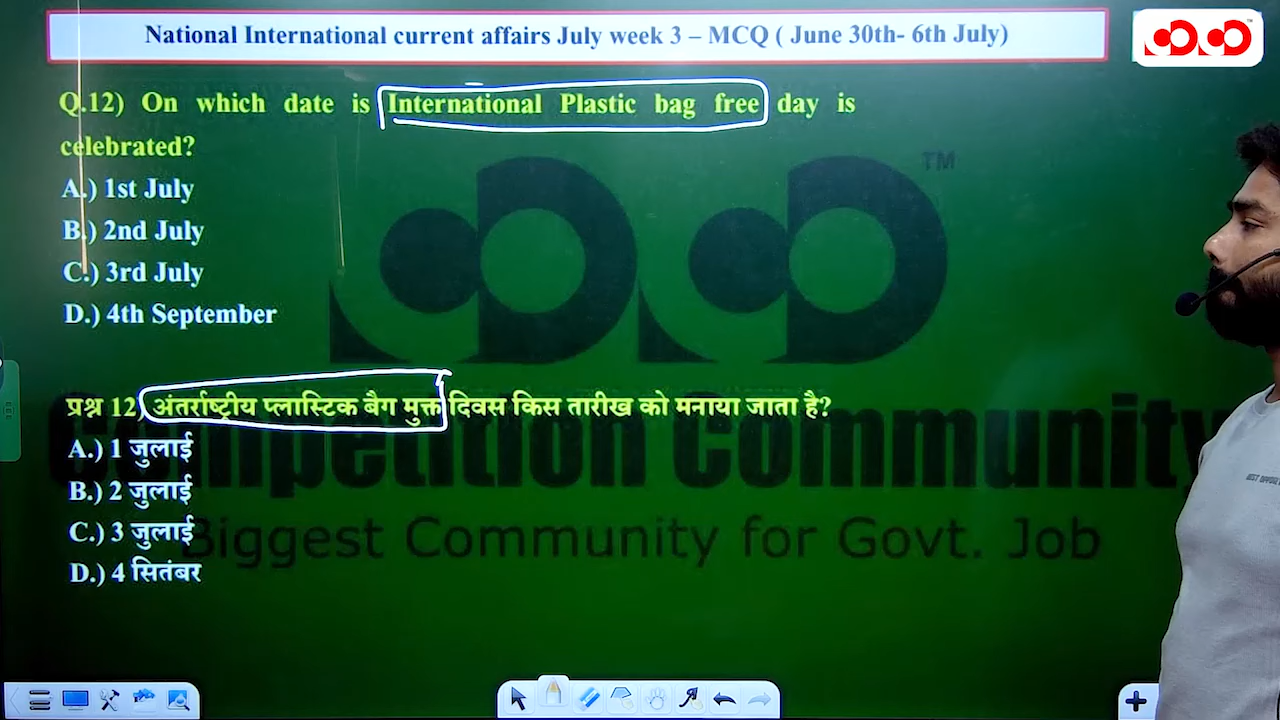 National International current affairs July week 3 – MCQ ( June 30th- 6th July)
Q.12) On which date is International Plastic bag free day is
celebrated?
A.) 1st July
B.) 2nd July
C.) 3rd July
D.) 4th September
TM
प्रश्न 12) अंतर्राष्ट्रीय प्लास्टिक बैग मुक्त दिवस किस तारीख को मनाया जाता है?
A.) 1 जुलाई
B.) 2 जुलाई
C.) 3 जुलाई
D.) 4 सितंबर
Competition Community
Biggest Community for Govt. Job